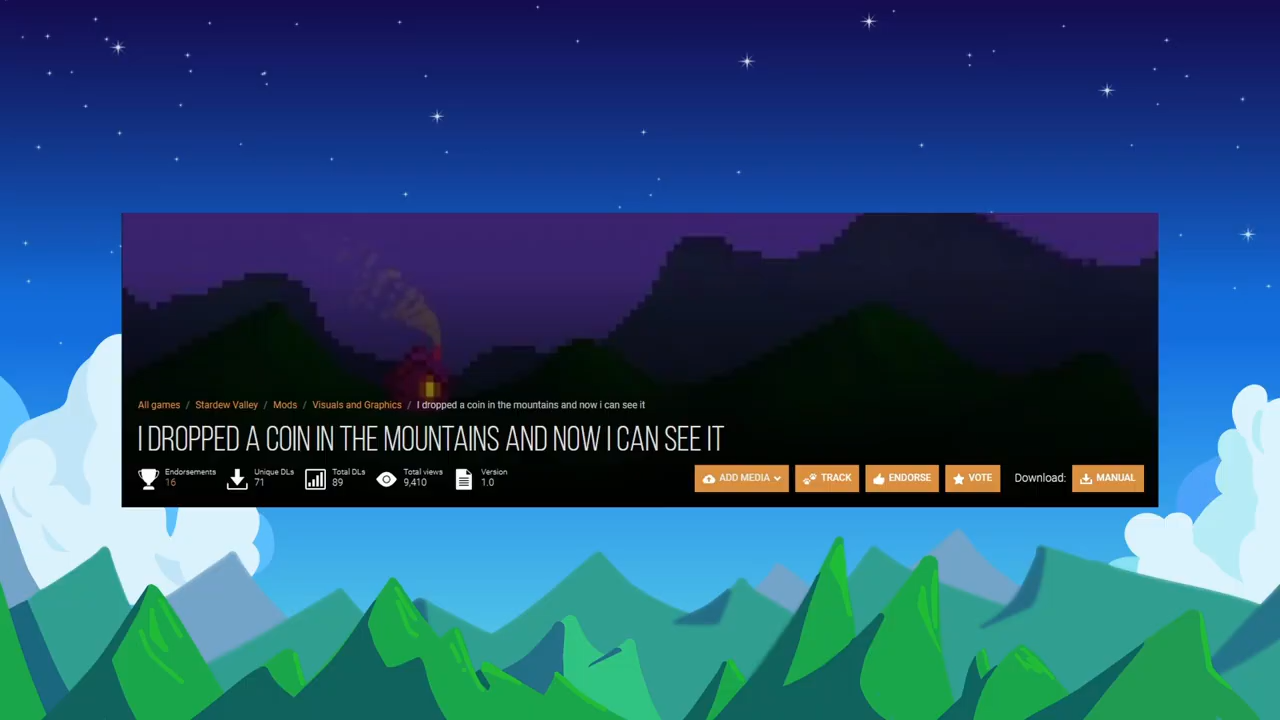 All games / Stardew Valley / Mods / Visuals and Graphics / I dropped a coin in the mountains and now i can see it
I DROPPED A COIN IN THE MOUNTAINS AND NOW I CAN SEE IT
Endorsements 16
Unique DLs 71
Total DLs 89
Total views 9,410
Version 1.0
ADD MEDIA
TRACK
ENDORSE
VOTE
Download:
MANUAL